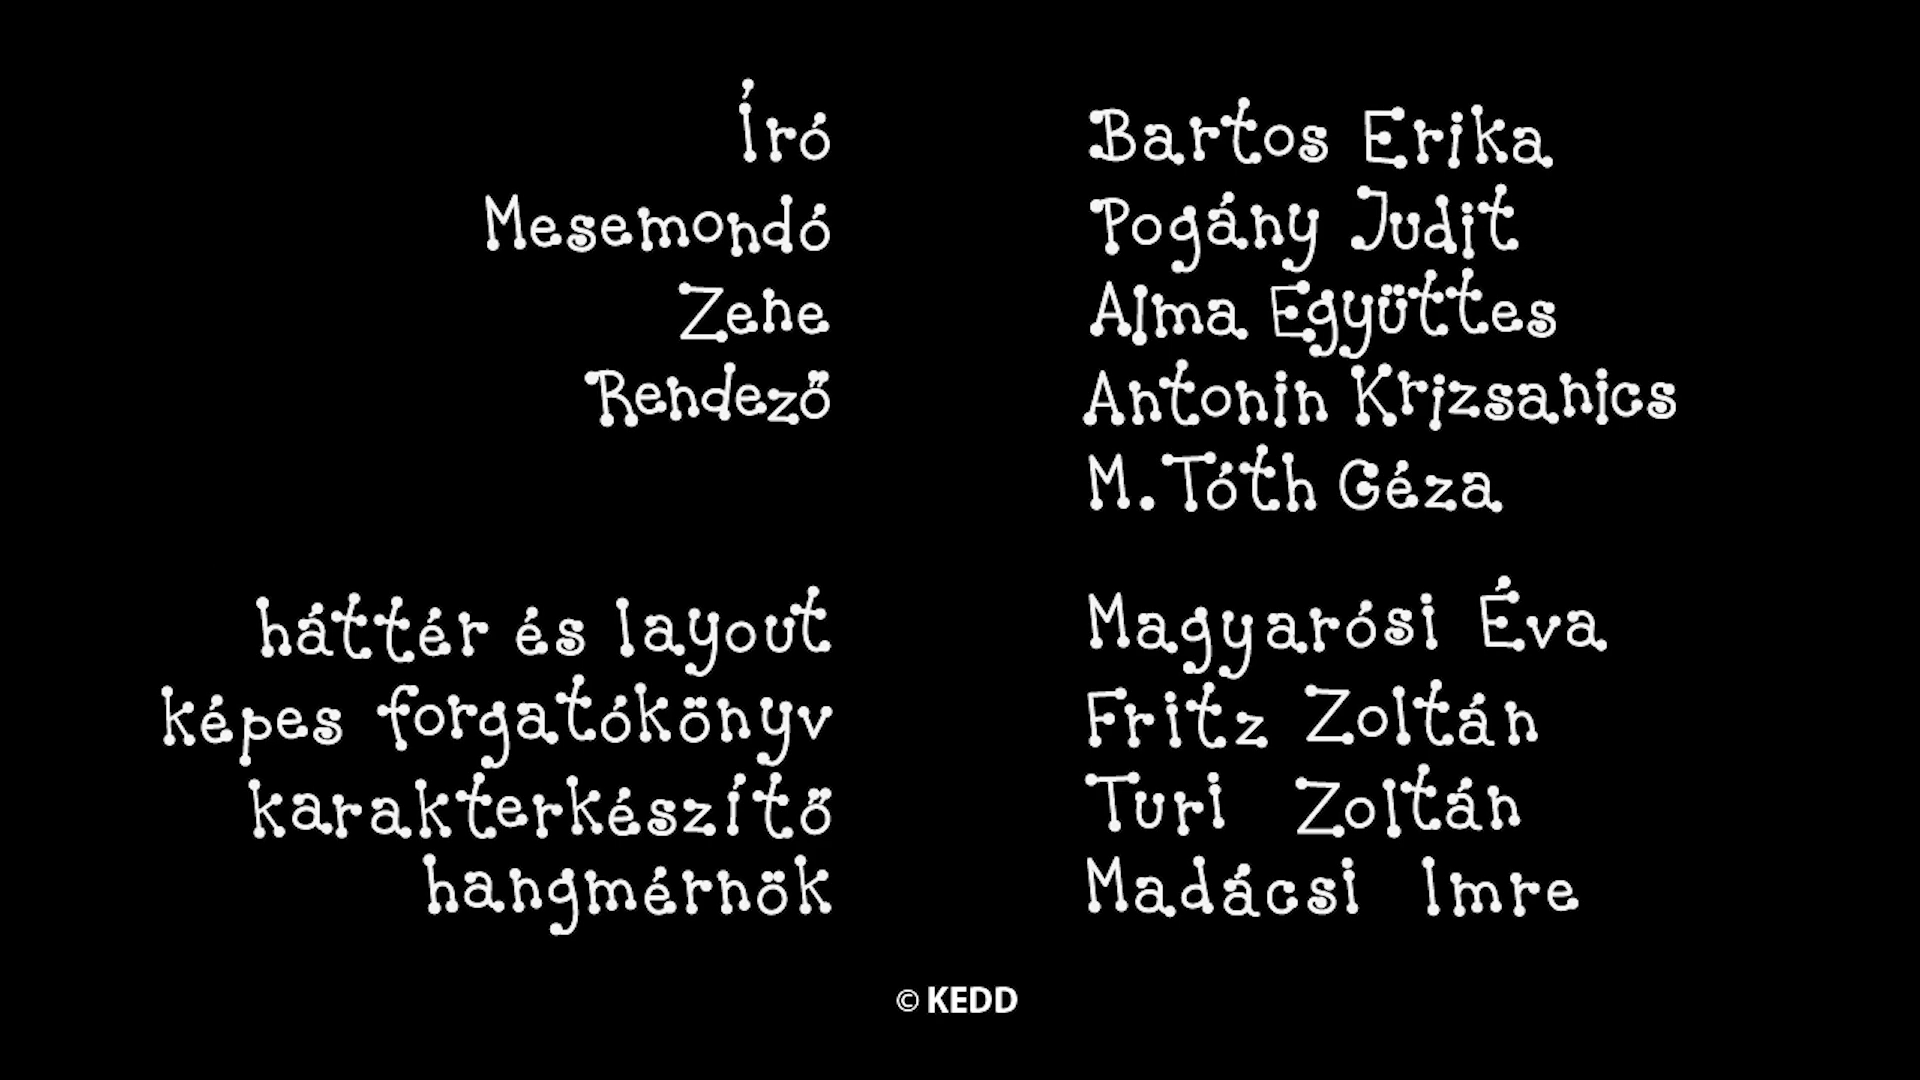 Író Bartos Erika
Mesemondó Pogány Judit
Zene Alma Együttes
Rendező Antonin Krizsanics
M. Tóth Géza
háttér és layout Magyarósi Éva
képes forgatókönyv Fritz Zoltán
karakterkészítő Turi Zoltán
hangmérnök Madácsi Imre
© KEDD